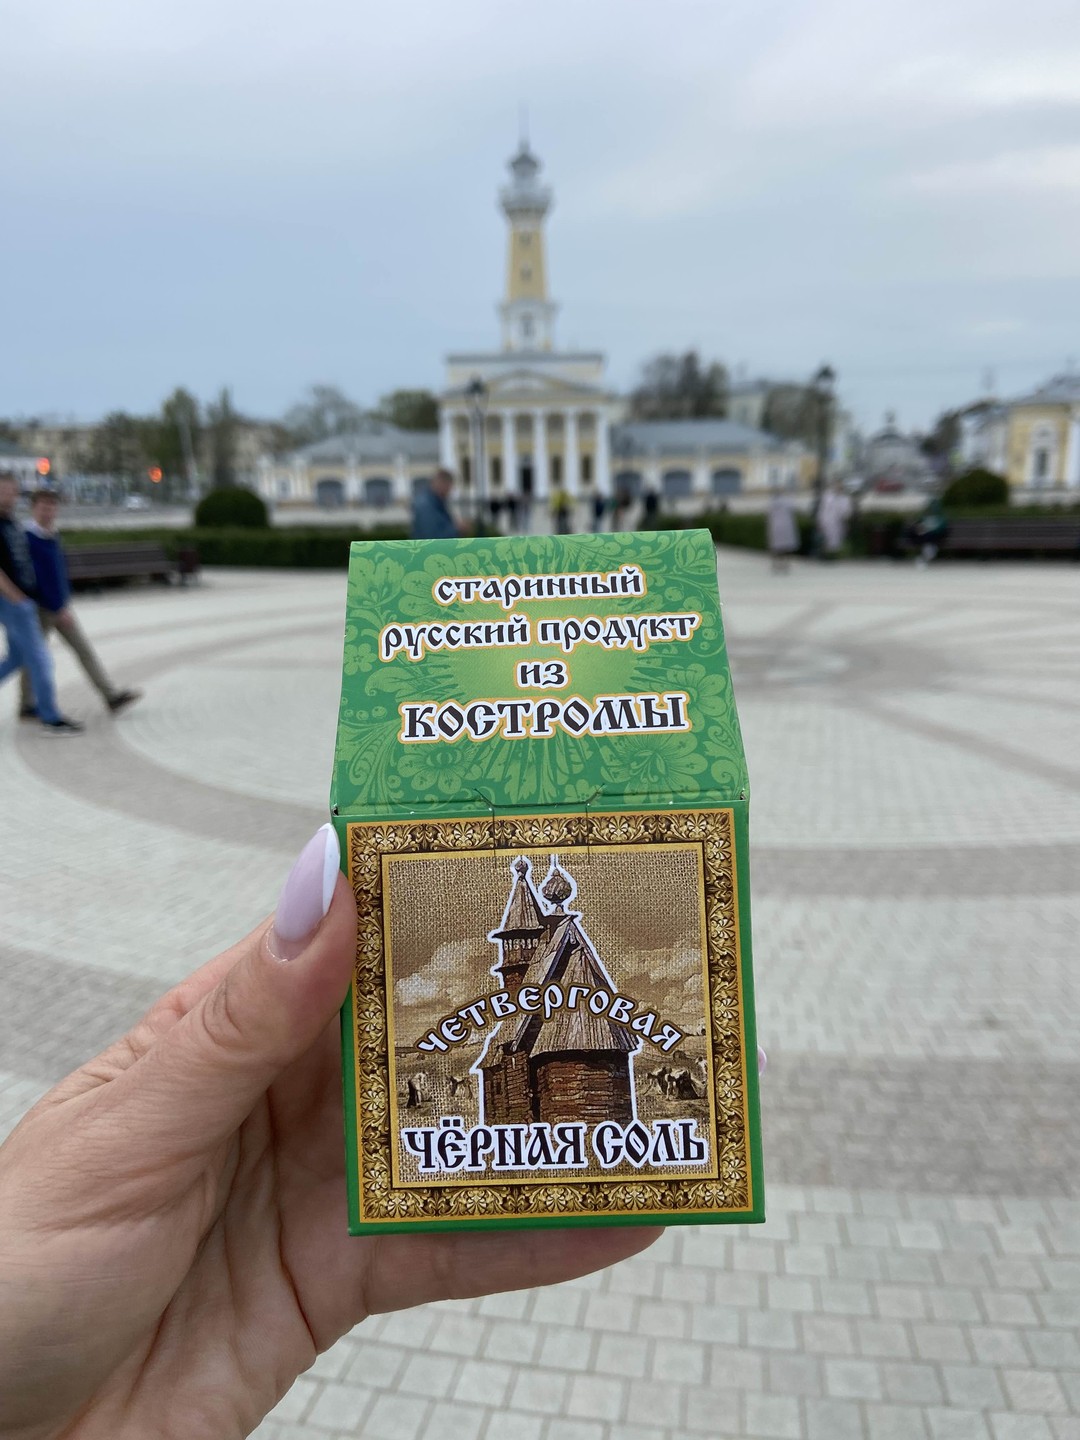 старинный
русский продукт
из
КОСТРОМЫ
ЧЕТВЕРГОВАЯ
ЧЁРНАЯ СОЛЬ